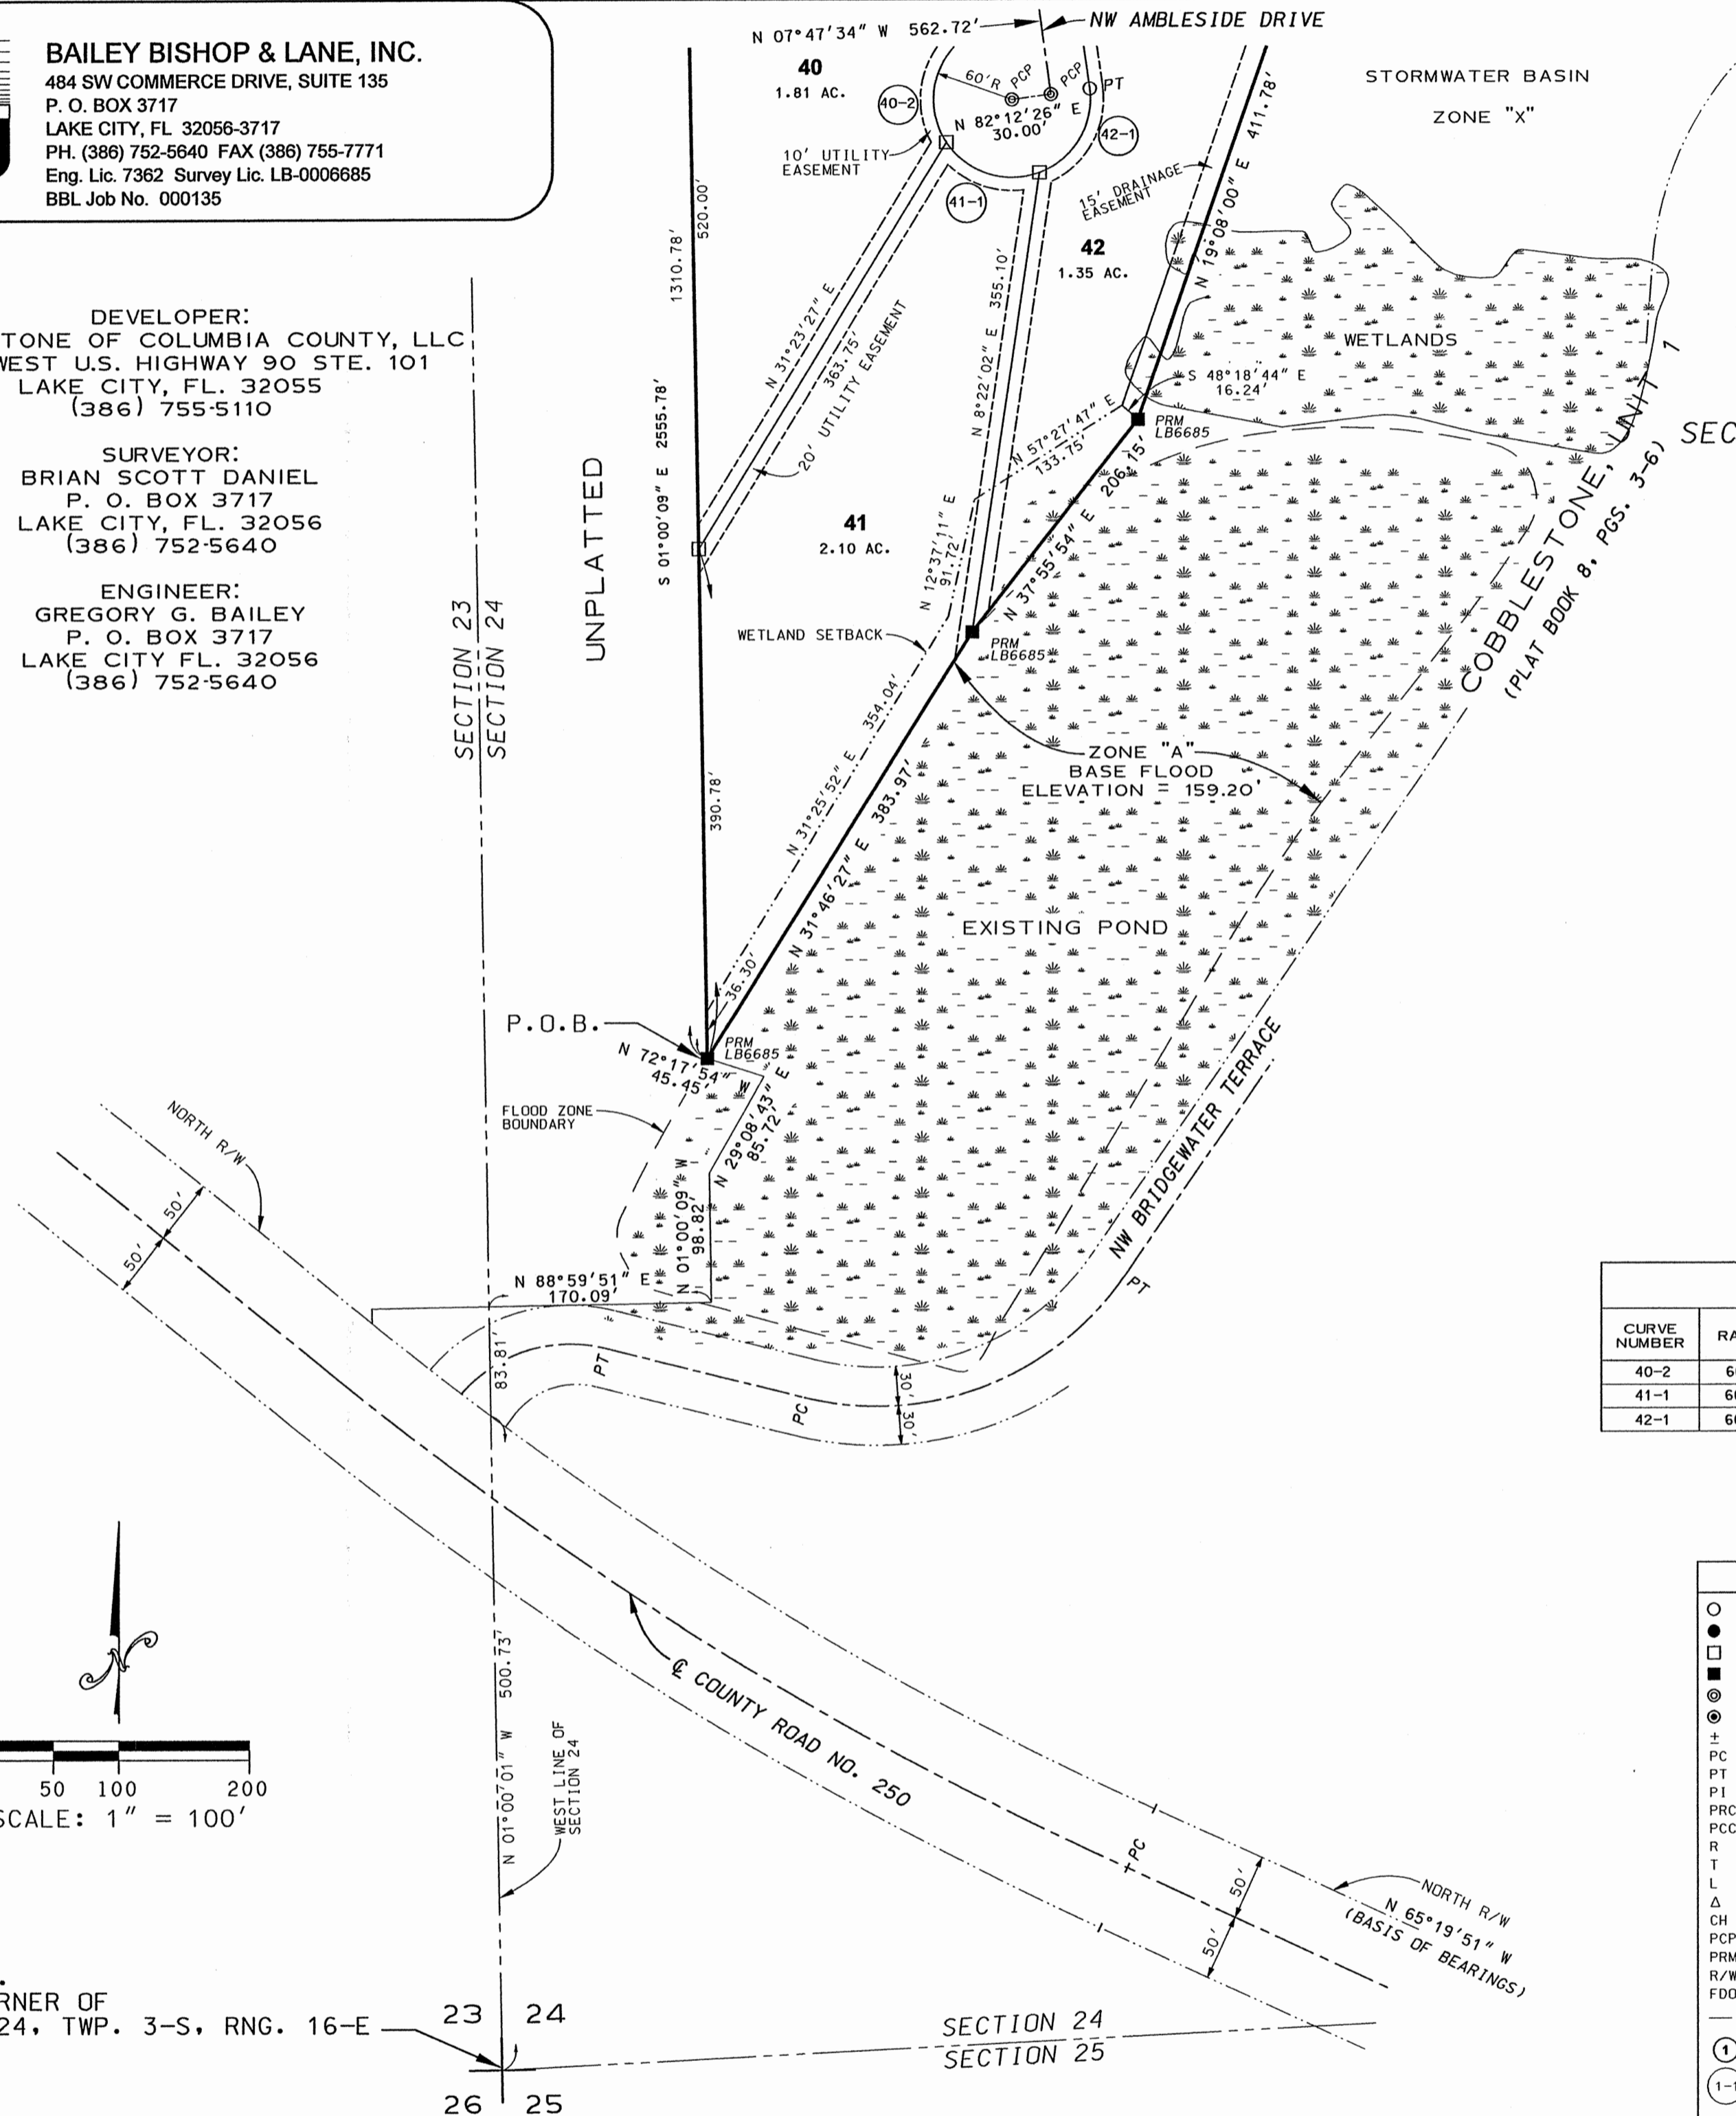 BAILEY BISHOP & LANE, INC.
484 SW COMMERCE DRIVE, SUITE 135
P. O. BOX 3717
LAKE CITY, FL 32056-3717
PH. (386) 752-5640 FAX (386) 755-7771
Eng. Lic. 7362 Survey Lic. LB-0006685
BBL Job No. 000135
DEVELOPER:
TONE OF COLUMBIA COUNTY, LLC
WEST U.S. HIGHWAY 90 STE. 101
LAKE CITY, FL. 32055
(386) 755-5110
SURVEYOR:
BRIAN SCOTT DANIEL
P. O. BOX 3717
LAKE CITY, FL. 32056
(386) 752-5640
ENGINEER:
GREGORY G. BAILEY
P. O. BOX 3717
LAKE CITY FL. 32056
(386) 752-5640
N 07°47'34" W 562.72'
NW AMBLESIDE DRIVE
40
1.81 AC.
40-2
60'R
PCP
PCP
PT
N 82°12'26" E
30.00'
42-1
41-1
10' UTILITY
EASEMENT
15' DRAINAGE
EASEMENT
N 19°08'00" E 411.78'
STORMWATER BASIN
ZONE "X"
42
1.35 AC.
WETLANDS
S 48°18'44" E
16.24'
PRM
LB6685
1310.78'
520.00'
S 01°00'09" E 2555.78'
UNPLATTED
N 31°23'27" E
363.75'
20' UTILITY EASEMENT
N 8°22'02" E 355.10'
N 57°27'47" E
133.75'
N 37°55'54" E 206.15'
41
2.10 AC.
N 12°37'11" E
91.72'
WETLAND SETBACK
PRM
LB6685
COBBLESTONE, UNIT 1
(PLAT BOOK 8, PGS. 3-6)
SEC
SECTION 23
SECTION 24
390.78'
N 31°25'52" E 354.04'
N 31°46'27" E 383.97'
36.30'
ZONE "A"
BASE FLOOD
ELEVATION = 159.20'
EXISTING POND
P.O.B.
PRM
LB6685
N 72°17'54" W
45.45'
FLOOD ZONE
BOUNDARY
N 29°08'43" E
85.72'
N 01°00'09" W
98.82'
N 88°59'51" E
170.09'
NW BRIDGEWATER TERRACE
PT
83.81'
PT
PC
30'
30'
NORTH R/W
50'
50'
CURVE
NUMBER
RA
40-2
6
41-1
6
42-1
6
50 100 200
SCALE: 1" = 100'
N 01°00'01" W 500.73'
WEST LINE OF
SECTION 24
℄ COUNTY ROAD NO. 250
PC
50'
50'
NORTH R/W
N 65°19'51" W
(BASIS OF BEARINGS)
RNER OF
24, TWP. 3-S, RNG. 16-E
23 24
26 25
SECTION 24
SECTION 25
±
PC
PT
PI
PRC
PCC
R
T
L
Δ
CH
PCP
PRM
R/W
FDO
1
1-1